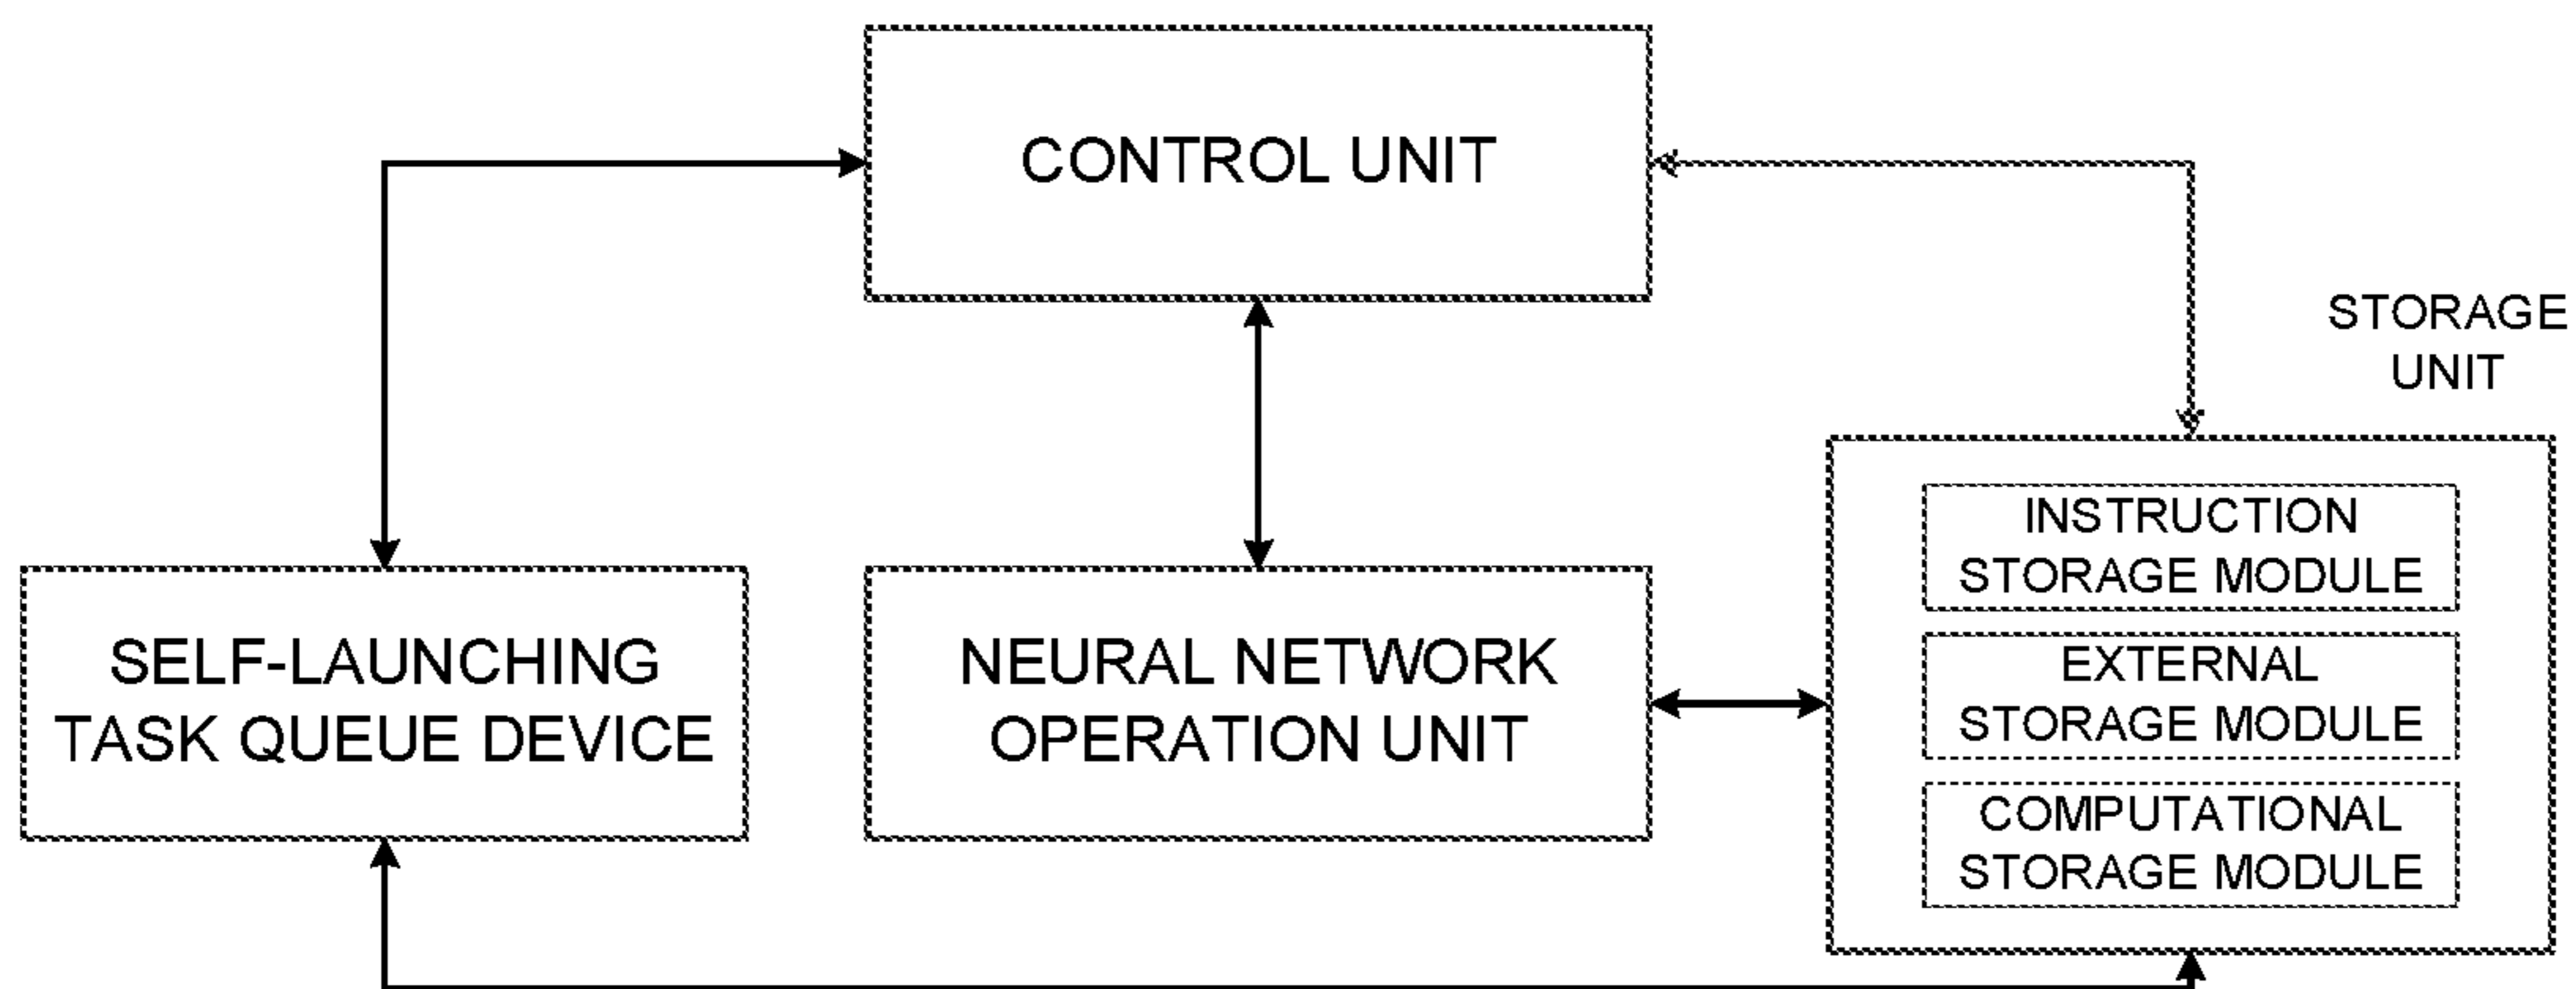 CONTROL UNIT
STORAGE
UNIT
SELF-LAUNCHING
TASK QUEUE DEVICE
NEURAL NETWORK
OPERATION UNIT
INSTRUCTION
STORAGE MODULE
EXTERNAL
STORAGE MODULE
COMPUTATIONAL
STORAGE MODULE